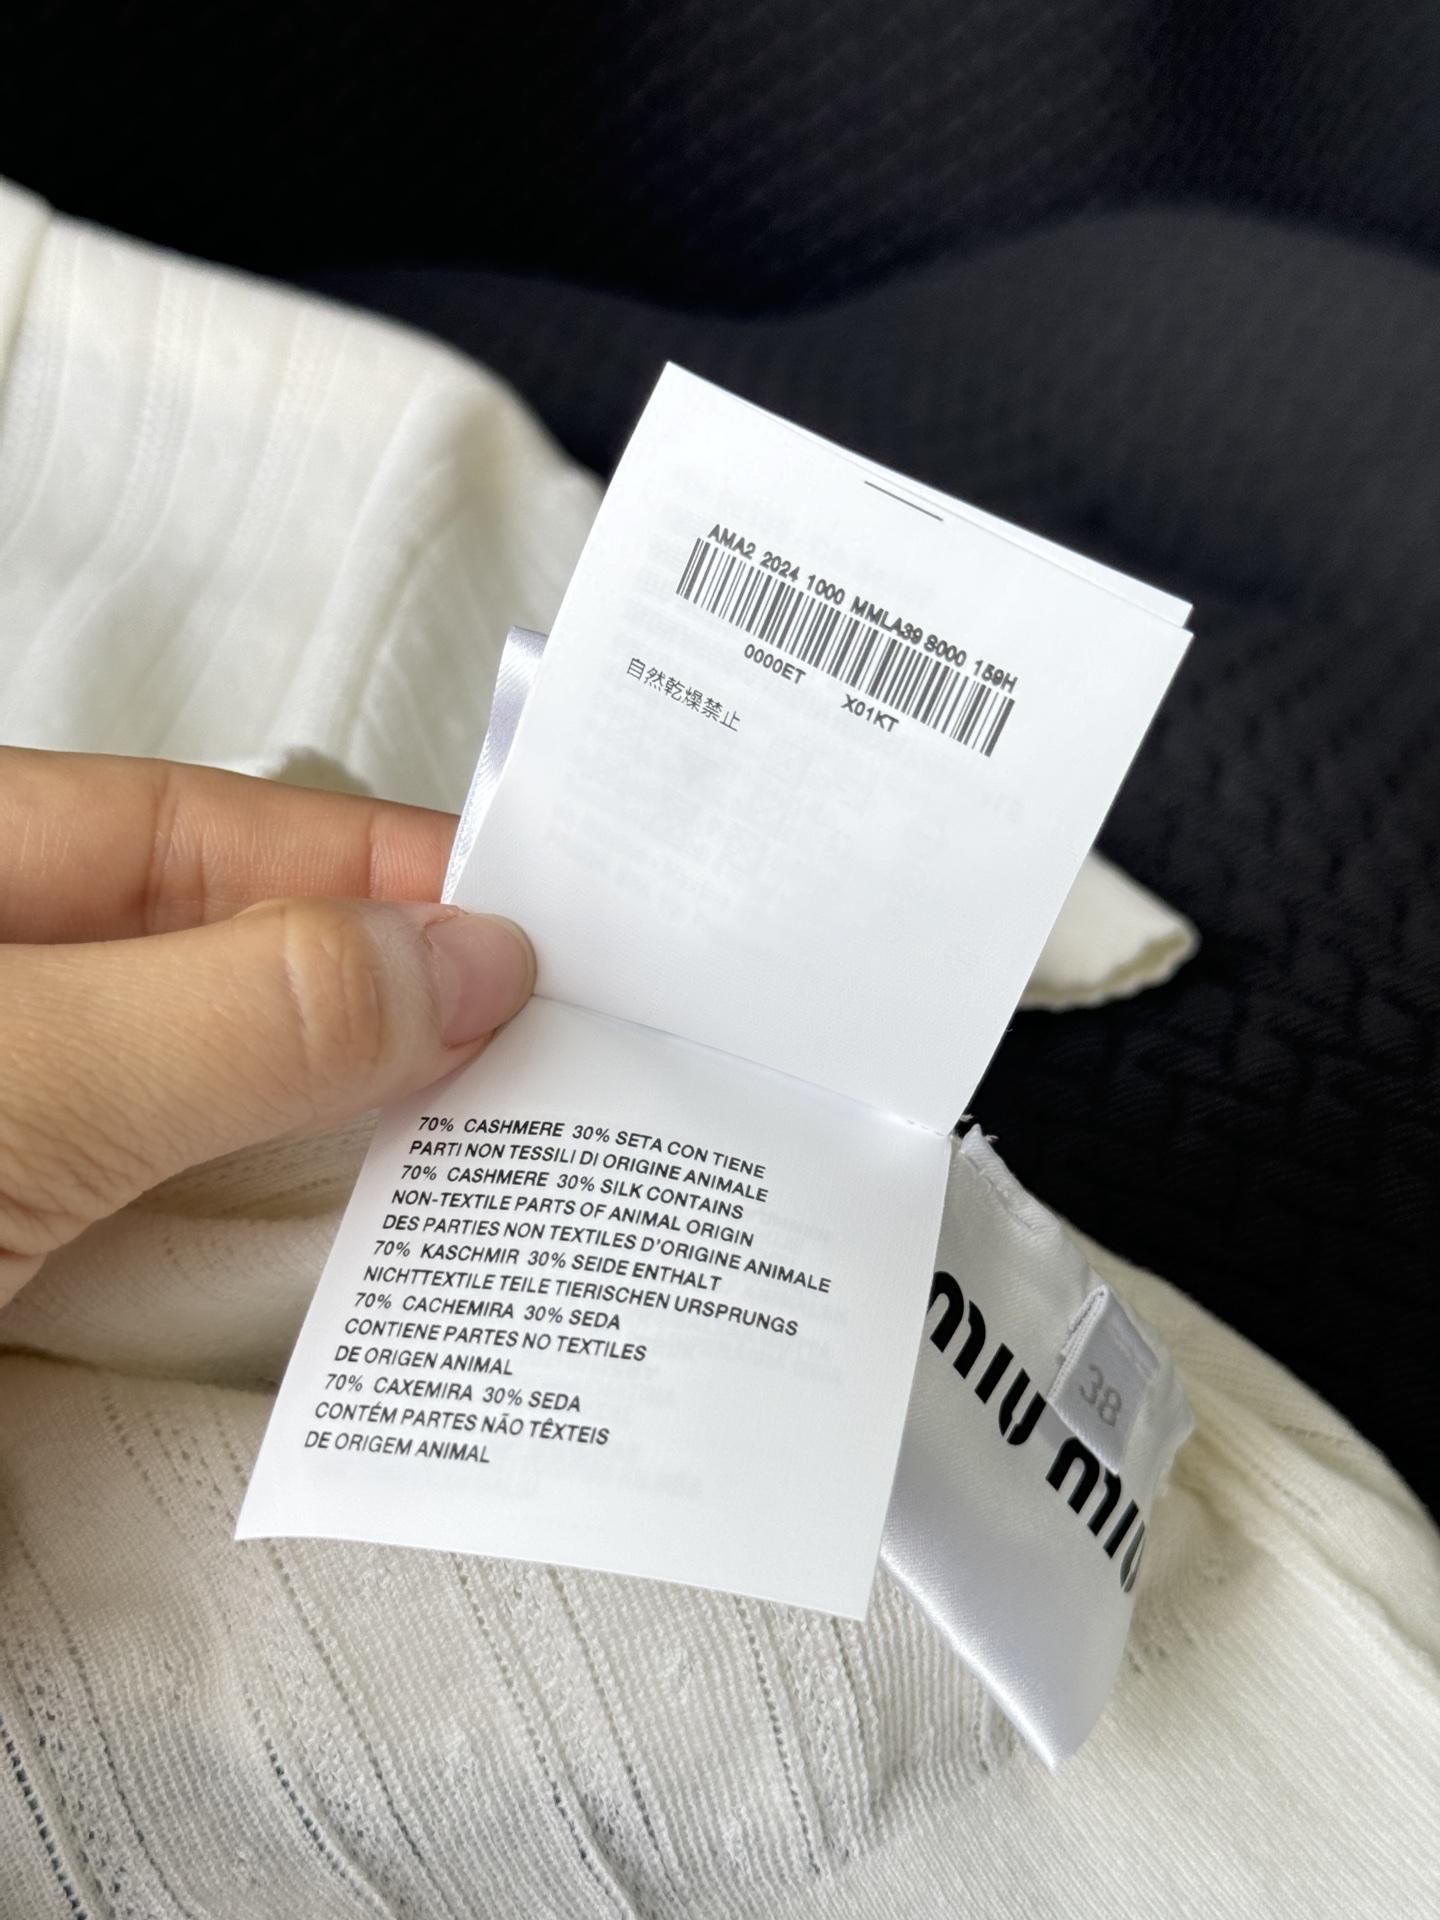 AMA2 2024 1000 MMLA39 S000 159H
0000ET X01KT
自然乾燥禁止
70% CASHMERE 30% SETA CON TIENE
PARTI NON TESSILI DI ORIGINE ANIMALE
70% CASHMERE 30% SILK CONTAINS
NON-TEXTILE PARTS OF ANIMAL ORIGIN
DES PARTIES NON TEXTILES D'ORIGINE ANIMALE
70% KASCHMIR 30% SEIDE ENTHALT
NICHTTEXTILE TEILE TIERISCHEN URSPRUNGS
70% CACHEMIRA 30% SEDA
CONTIENE PARTES NO TEXTILES
DE ORIGEN ANIMAL
70% CAXEMIRA 30% SEDA
CONTÉM PARTES NÃO TÊXTEIS
DE ORIGEM ANIMAL
miu miu
38